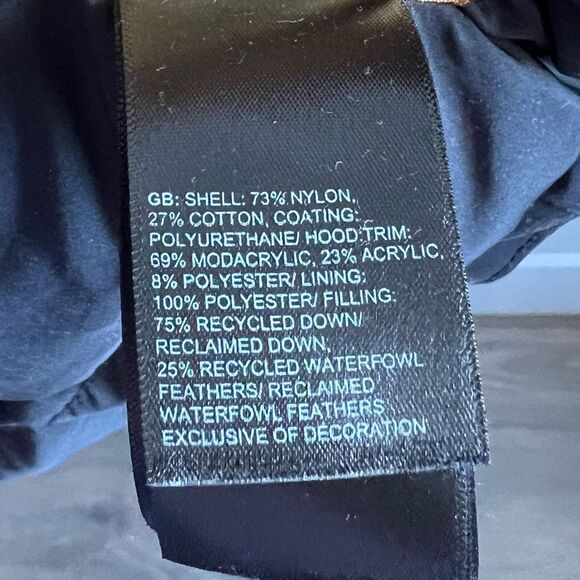 GB: SHELL: 73% NYLON,
27% COTTON, COATING:
POLYURETHANE/ HOOD:TRIM:
69% MODACRYLIC, 23% ACRYLIC,
8% POLYESTER/ LINING:
100% POLYESTER/ FILLING:
75% RECYCLED DOWN/
RECLAIMED DOWN,
25% RECYCLED WATERFOWL
FEATHERS/ RECLAIMED
WATERFOWL FEATHERS
EXCLUSIVE OF DECORATION